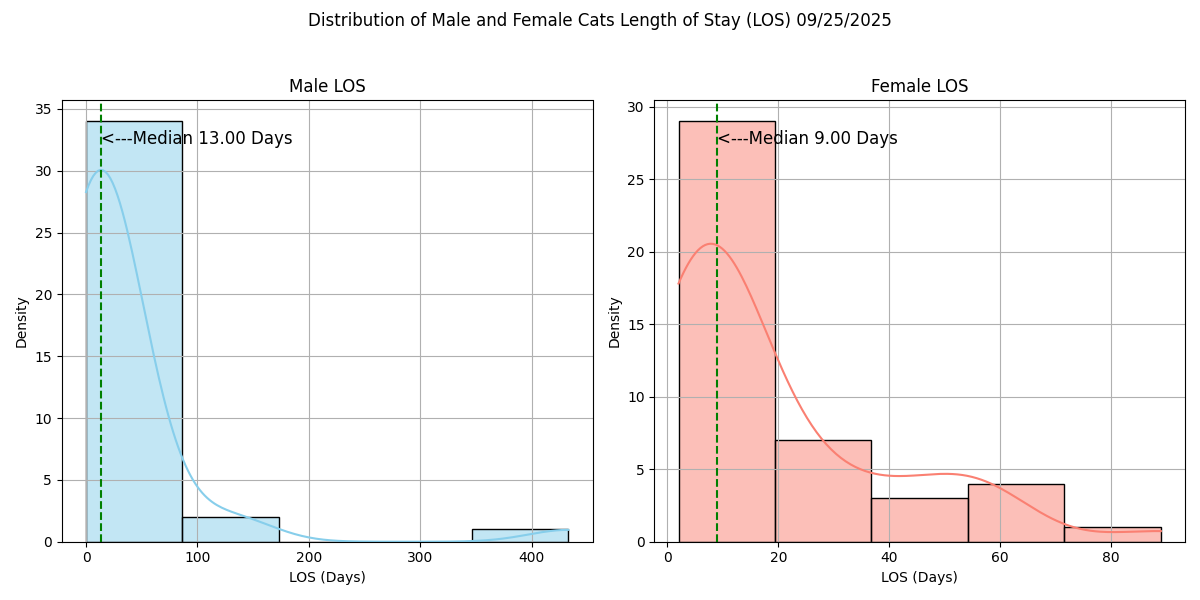 Distribution of Male and Female Cats Length of Stay (LOS) 09/25/2025
Male LOS
35
30
25
20
15
10
5
0
Density
<---Median 13.00 Days
0 100 200 300 400
LOS (Days)
Female LOS
30
25
20
15
10
5
0
Density
<---Median 9.00 Days
0 20 40 60 80
LOS (Days)